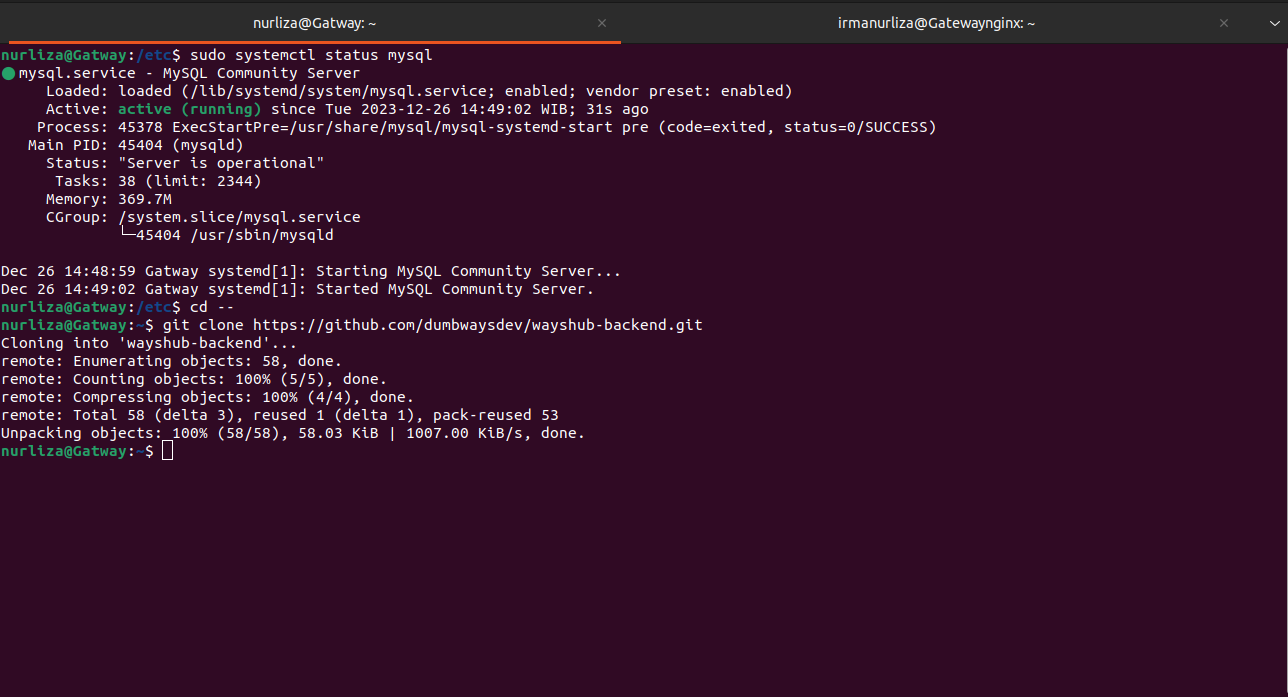 nurliza@Gatway: ~
irmanurliza@Gatewaynginx: ~
nurliza@Gatway:/etc$ sudo systemctl status mysql
● mysql.service - MySQL Community Server
     Loaded: loaded (/lib/systemd/system/mysql.service; enabled; vendor preset: enabled)
     Active: active (running) since Tue 2023-12-26 14:49:02 WIB; 31s ago
    Process: 45378 ExecStartPre=/usr/share/mysql/mysql-systemd-start pre (code=exited, status=0/SUCCESS)
   Main PID: 45404 (mysqld)
     Status: "Server is operational"
      Tasks: 38 (limit: 2344)
     Memory: 369.7M
     CGroup: /system.slice/mysql.service
             └─45404 /usr/sbin/mysqld
Dec 26 14:48:59 Gatway systemd[1]: Starting MySQL Community Server...
Dec 26 14:49:02 Gatway systemd[1]: Started MySQL Community Server.
nurliza@Gatway:/etc$ cd --
nurliza@Gatway:~$ git clone https://github.com/dumbwaysdev/wayshub-backend.git
Cloning into 'wayshub-backend'...
remote: Enumerating objects: 58, done.
remote: Counting objects: 100% (5/5), done.
remote: Compressing objects: 100% (4/4), done.
remote: Total 58 (delta 3), reused 1 (delta 1), pack-reused 53
Unpacking objects: 100% (58/58), 58.03 KiB | 1007.00 KiB/s, done.
nurliza@Gatway:~$